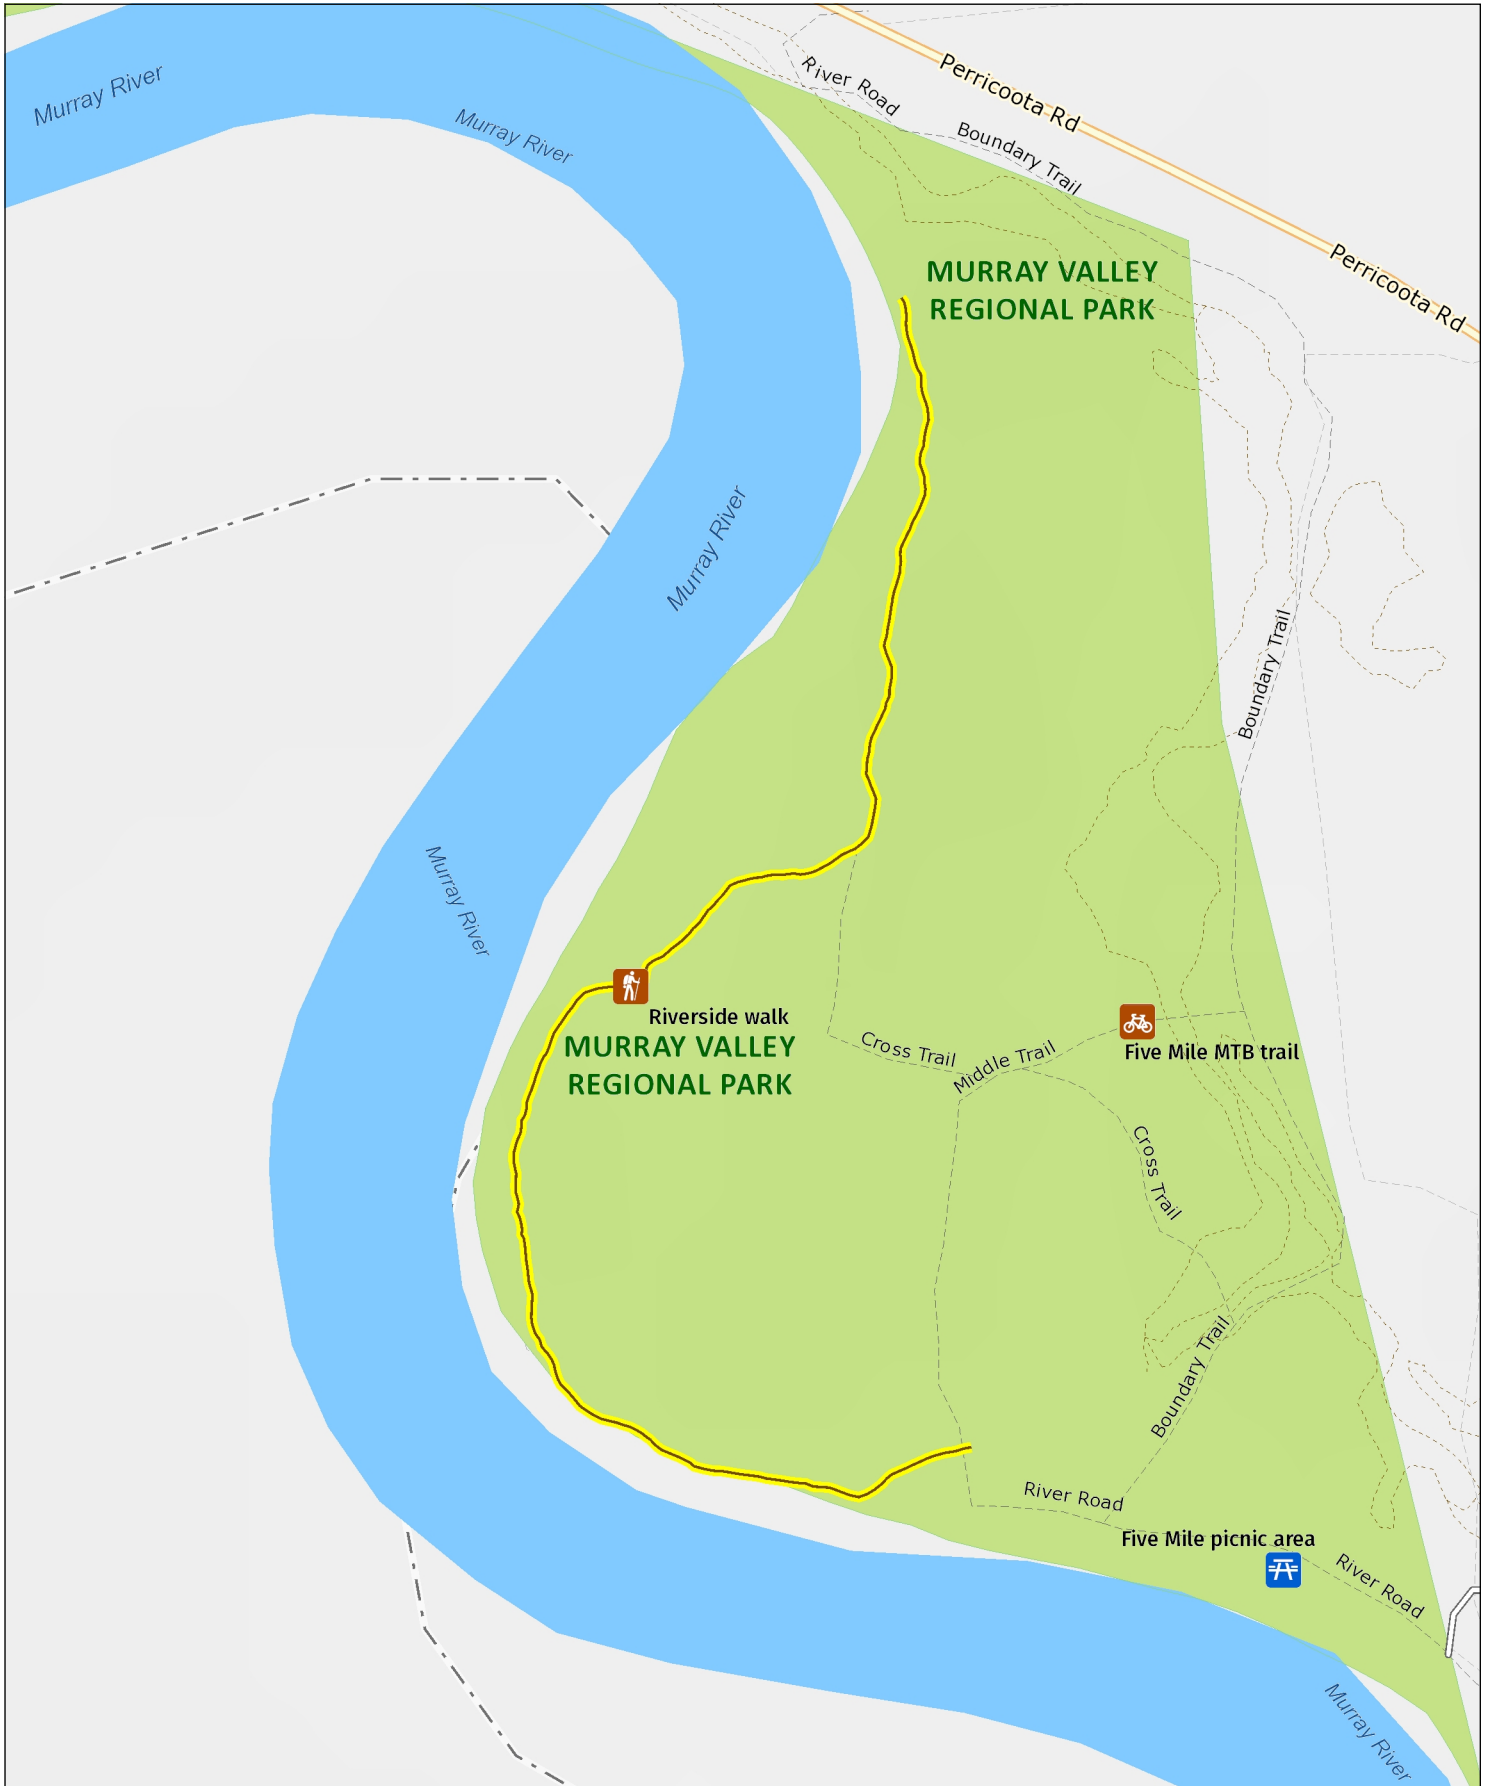 Murray River
Murray River
River Road
Perricoota Rd
Boundary Trail
Perricoota Rd
MURRAY VALLEY
REGIONAL PARK
Murray River
Boundary Trail
Murray River
Riverside walk
MURRAY VALLEY
REGIONAL PARK
Cross Trail
Middle Trail
Five Mile MTB trail
Cross Trail
Boundary Trail
River Road
Five Mile picnic area
River Road
Murray River